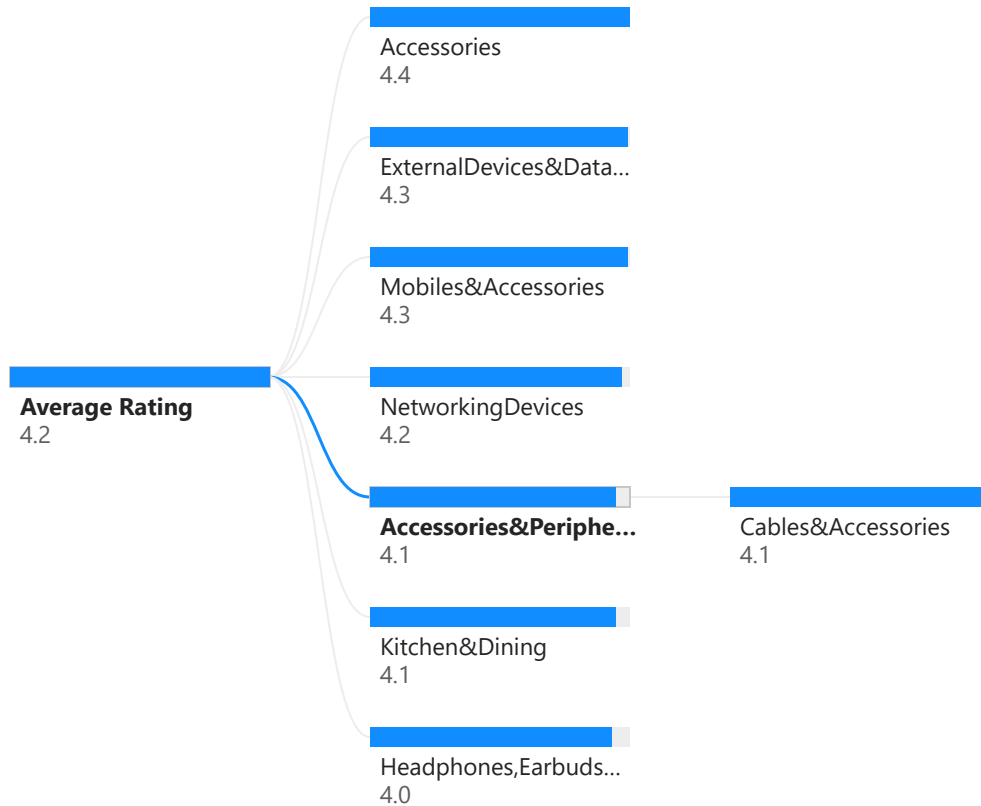 Accessories
4.4
ExternalDevices&Data...
4.3
Mobiles&Accessories
4.3
Average Rating
4.2
NetworkingDevices
4.2
Accessories&Periphe...
4.1
Cables&Accessories
4.1
Kitchen&Dining
4.1
Headphones,Earbuds...
4.0